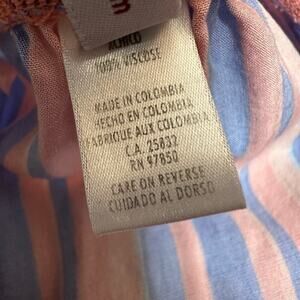 m
100% VISCOSE
MADE IN COLOMBIA
HECHO EN COLOMBIA
FABRIQUE AUX COLOMBIA
C.A. 25832
RN 97850
CARE ON REVERSE
CUIDADO AL DORSO